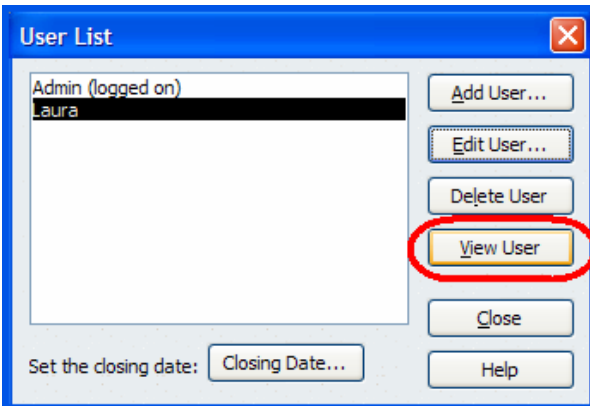 User List
Admin (logged on)
Laura
Add User...
Edit User...
Delete User
View User
Close
Set the closing date:
Closing Date...
Help